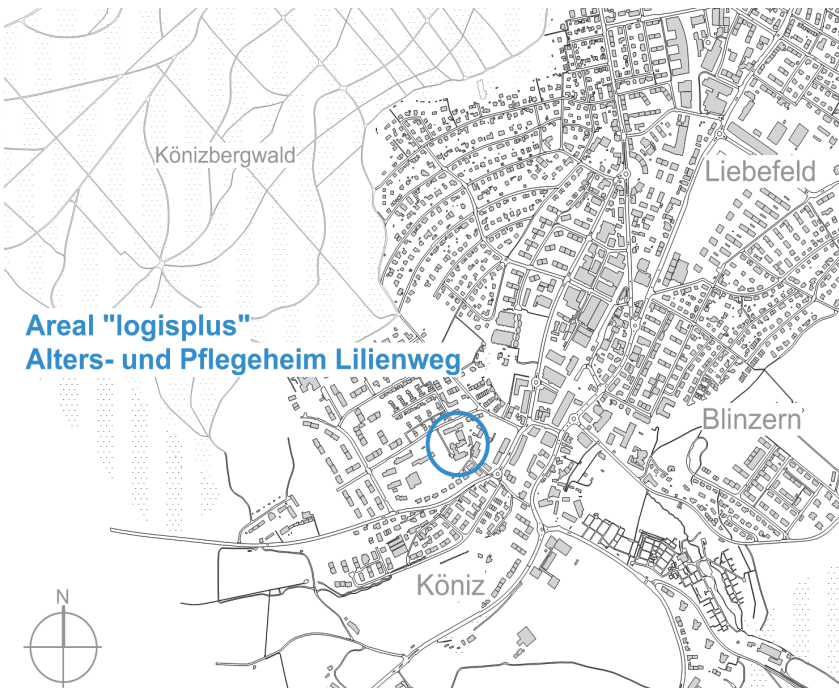 Könizbergwald
Liebefeld
Areal "logisplus"
Alters- und Pflegeheim Lilienweg
Blinzern
Köniz
N